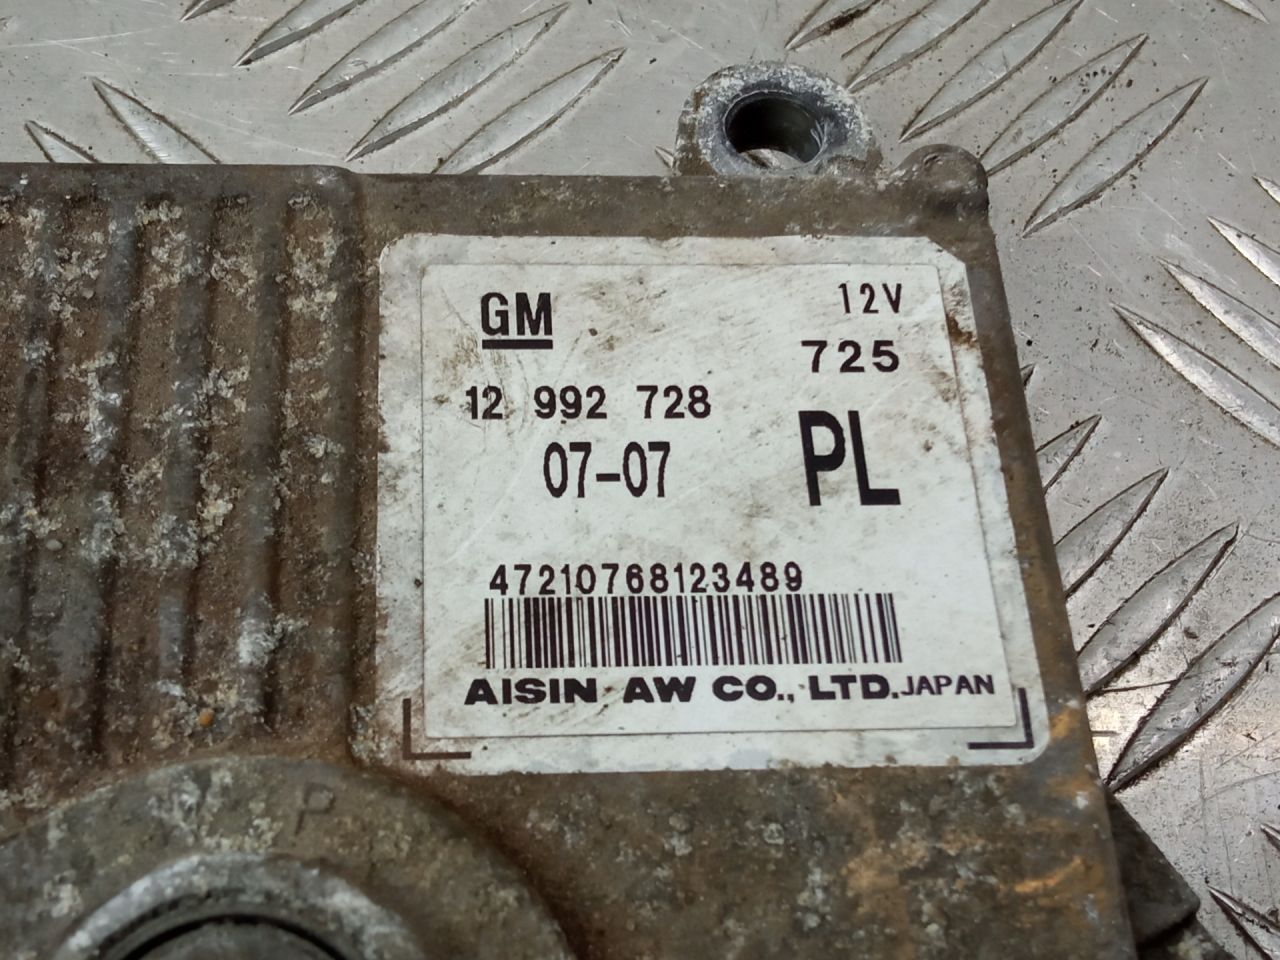 GM 12V
725
12 992 728
07-07 PL
47210768123489
AISIN AW CO., LTD. JAPAN
P